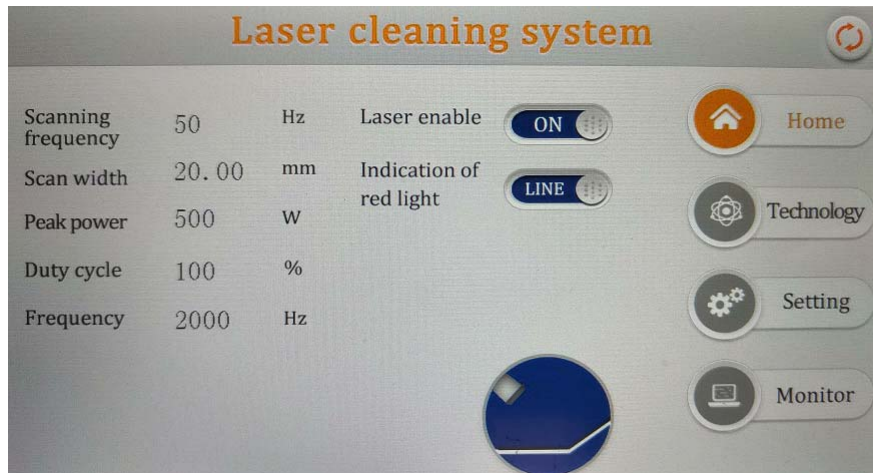 Laser cleaning system
Scanning frequency 50 Hz
Scan width 20.00 mm
Peak power 500 W
Duty cycle 100 %
Frequency 2000 Hz
Laser enable ON
Indication of red light LINE
Home
Technology
Setting
Monitor